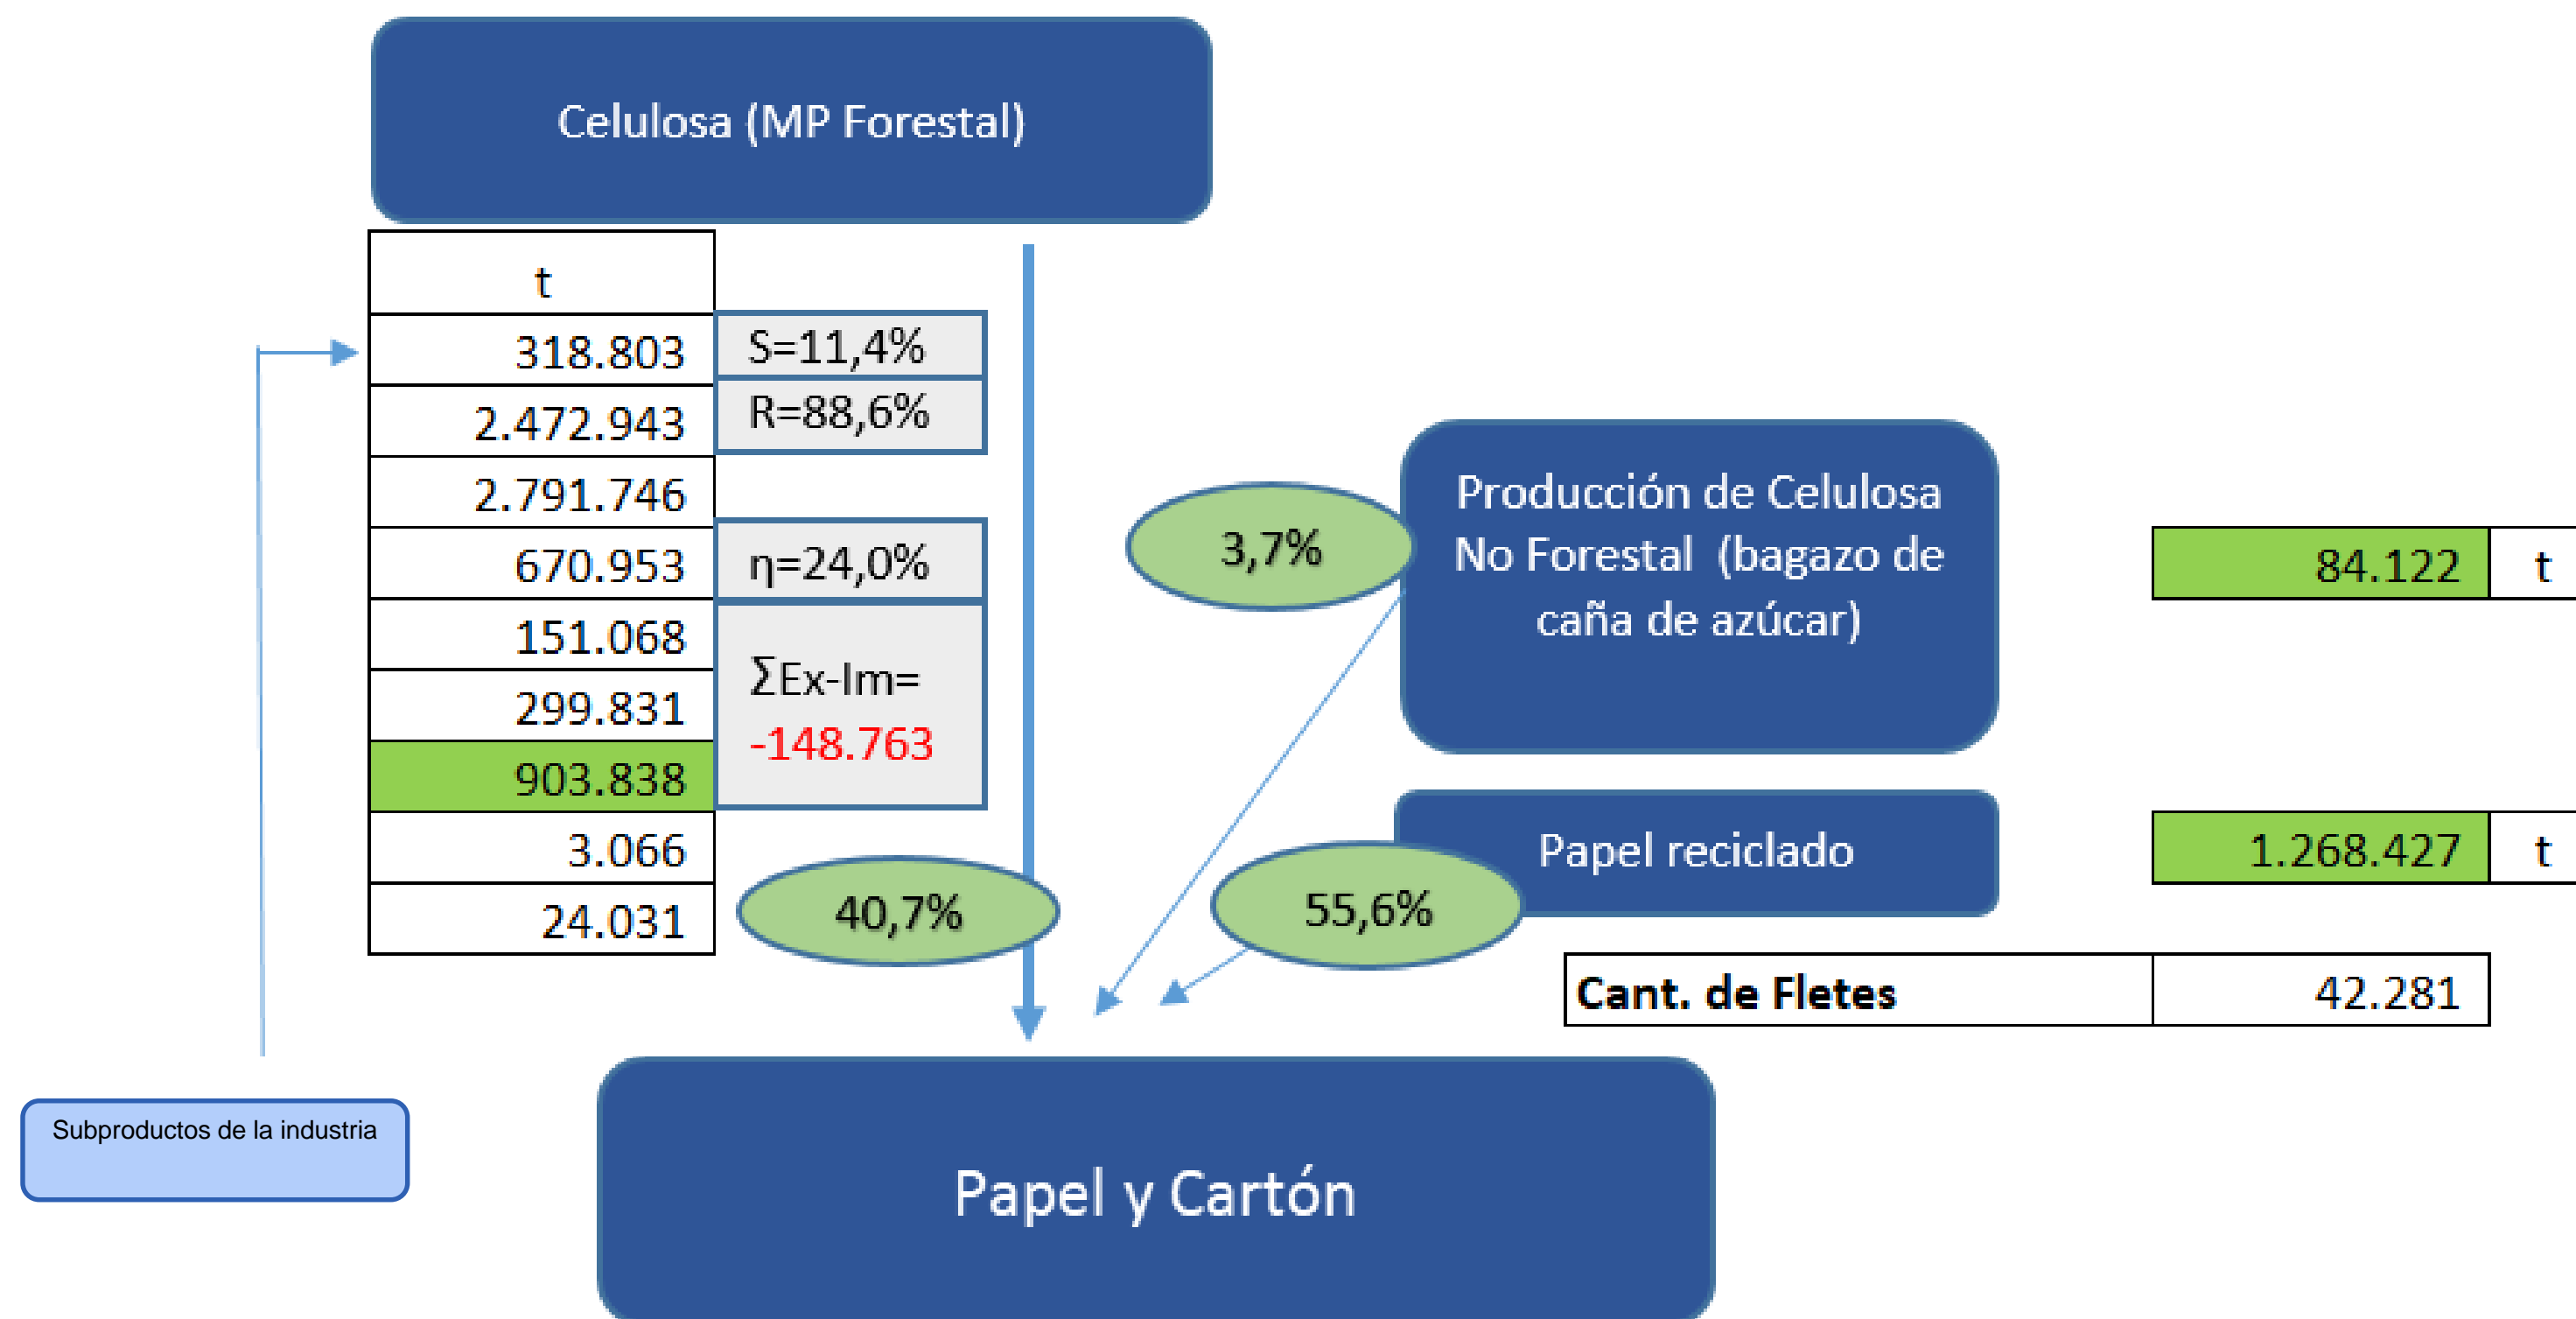 Celulosa (MP Forestal)
t
318.803
S=11,4%
2.472.943
R=88,6%
2.791.746
670.953
η=24,0%
151.068
299.831
ΣEx-Im=
-148.763
903.838
3.066
24.031
40,7%
3,7%
Producción de Celulosa
No Forestal (bagazo de
caña de azúcar)
84.122 t
Papel reciclado
1.268.427 t
55,6%
Cant. de Fletes 42.281
Subproductos de la industria
Papel y Cartón